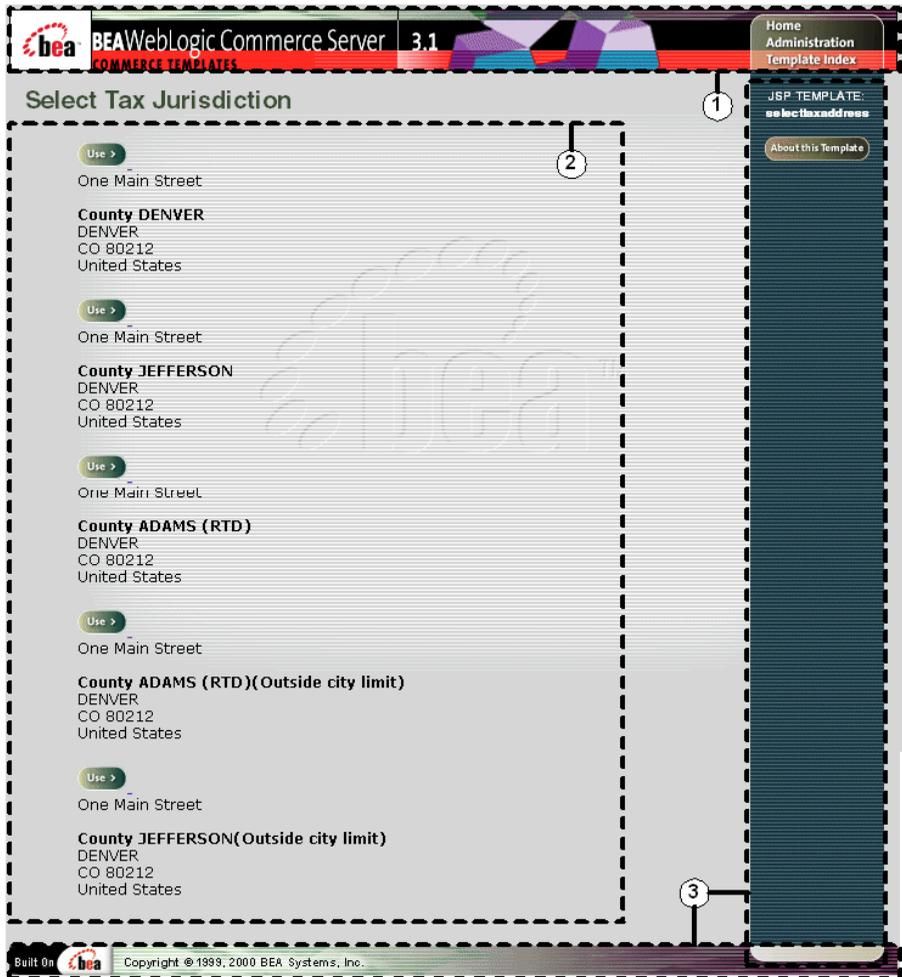 bea
BEAWebLogic Commerce Server 3.1
COMMERCE TEMPLATES
Home
Administration
Template Index
1
Select Tax Jurisdiction
JSP TEMPLATE:
selecttaxaddress
About this Template
2
Use >
One Main Street
County DENVER
DENVER
CO 80212
United States
Use >
One Main Street
County JEFFERSON
DENVER
CO 80212
United States
bea™
Use >
One Main Street
County ADAMS (RTD)
DENVER
CO 80212
United States
Use >
One Main Street
County ADAMS (RTD)(Outside city limit)
DENVER
CO 80212
United States
Use >
One Main Street
County JEFFERSON(Outside city limit)
DENVER
CO 80212
United States
3
Built On bea Copyright © 1999, 2000 BEA Systems, Inc.